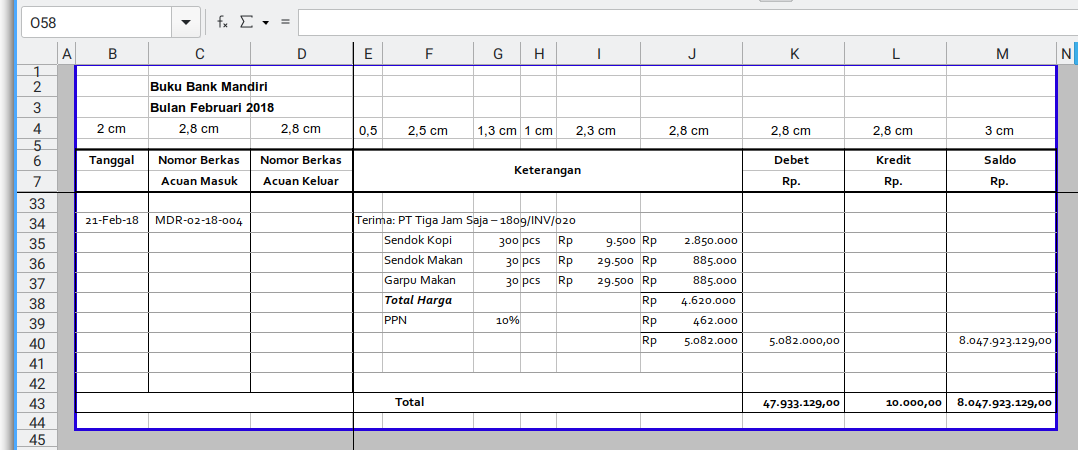 O58 fx Σ =
A B C D E F G H I J K L M N
1
2 Buku Bank Mandiri
3 Bulan Februari 2018
4 2 cm 2,8 cm 2,8 cm 0,5 2,5 cm 1,3 cm 1 cm 2,3 cm 2,8 cm 2,8 cm 2,8 cm 3 cm
5
6 Tanggal Nomor Berkas Nomor Berkas Keterangan Debet Kredit Saldo
7 Acuan Masuk Acuan Keluar Rp. Rp. Rp.
33
34 21-Feb-18 MDR-02-18-004 Terima: PT Tiga Jam Saja – 1809/INV/020
35 Sendok Kopi 300 pcs Rp 9.500 Rp 2.850.000
36 Sendok Makan 30 pcs Rp 29.500 Rp 885.000
37 Garpu Makan 30 pcs Rp 29.500 Rp 885.000
38 Total Harga Rp 4.620.000
39 PPN 10% Rp 462.000
40 Rp 5.082.000 5.082.000,00 8.047.923.129,00
41
42
43 Total 47.933.129,00 10.000,00 8.047.923.129,00
44
45